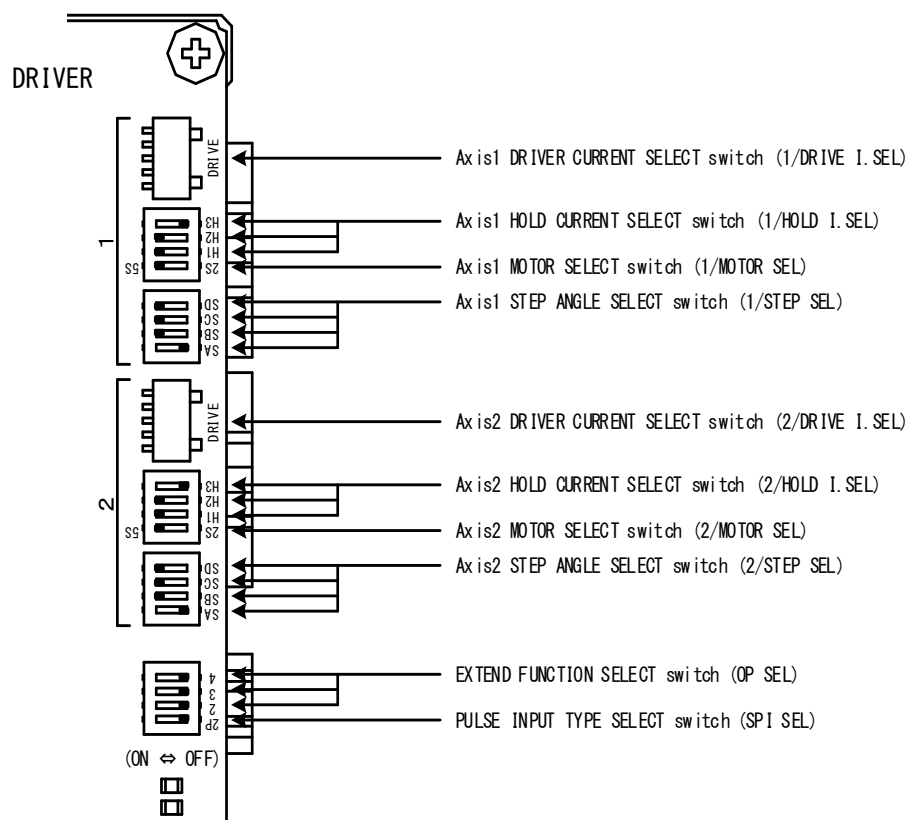 DRIVER
1
DRIVE
Axis1 DRIVER CURRENT SELECT switch (1/DRIVE I.SEL)
H3
Axis1 HOLD CURRENT SELECT switch (1/HOLD I.SEL)
H2
H1
5S
2S
Axis1 MOTOR SELECT switch (1/MOTOR SEL)
SD
Axis1 STEP ANGLE SELECT switch (1/STEP SEL)
SC
SB
SA
2
DRIVE
Axis2 DRIVER CURRENT SELECT switch (2/DRIVE I.SEL)
H3
Axis2 HOLD CURRENT SELECT switch (2/HOLD I.SEL)
H2
H1
5S
2S
Axis2 MOTOR SELECT switch (2/MOTOR SEL)
SD
Axis2 STEP ANGLE SELECT switch (2/STEP SEL)
SC
SB
SA
4
EXTEND FUNCTION SELECT switch (OP SEL)
3
2
2P
PULSE INPUT TYPE SELECT switch (SPI SEL)
(ON ⇔ OFF)